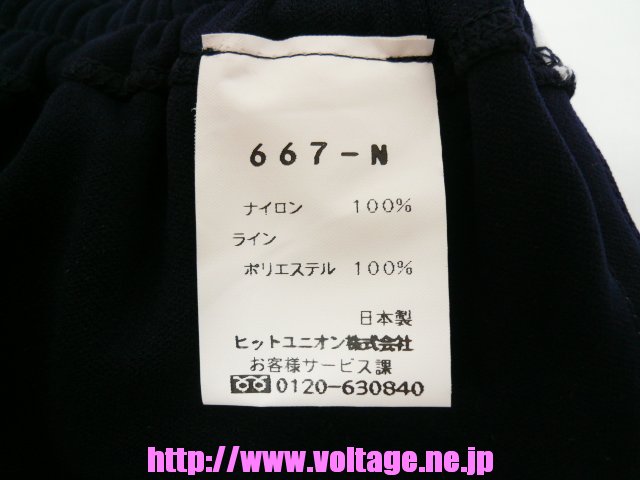 667-N
ナイロン 100%
ライン
ポリエステル 100%
日本製
ヒットユニオン株式会社
お客様サービス課
0120-630840
http://www.voltage.ne.jp